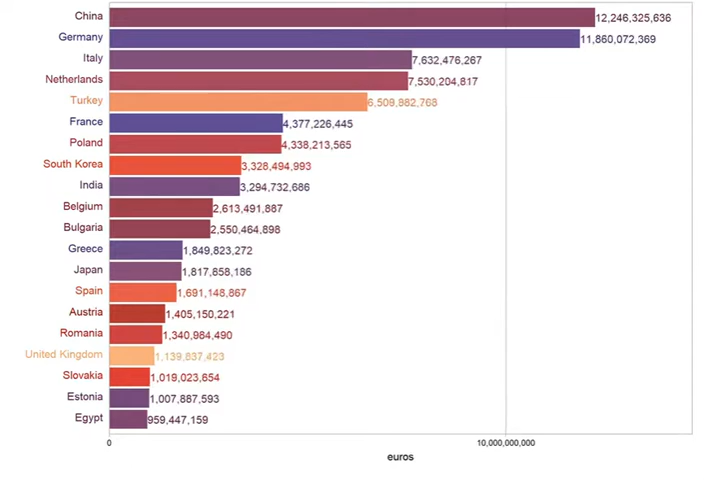 China 12,246,325,636
Germany 11,860,072,369
Italy 7,632,476,267
Netherlands 7,530,204,817
Turkey 6,509,982,768
France 4,377,226,445
Poland 4,338,213,565
South Korea 3,328,494,993
India 3,294,732,686
Belgium 2,613,491,887
Bulgaria 2,550,464,898
Greece 1,849,823,272
Japan 1,817,858,186
Spain 1,691,148,867
Austria 1,405,150,221
Romania 1,340,984,490
United Kingdom 1,139,837,423
Slovakia 1,019,023,654
Estonia 1,007,887,593
Egypt 959,447,159
0 10,000,000,000
euros